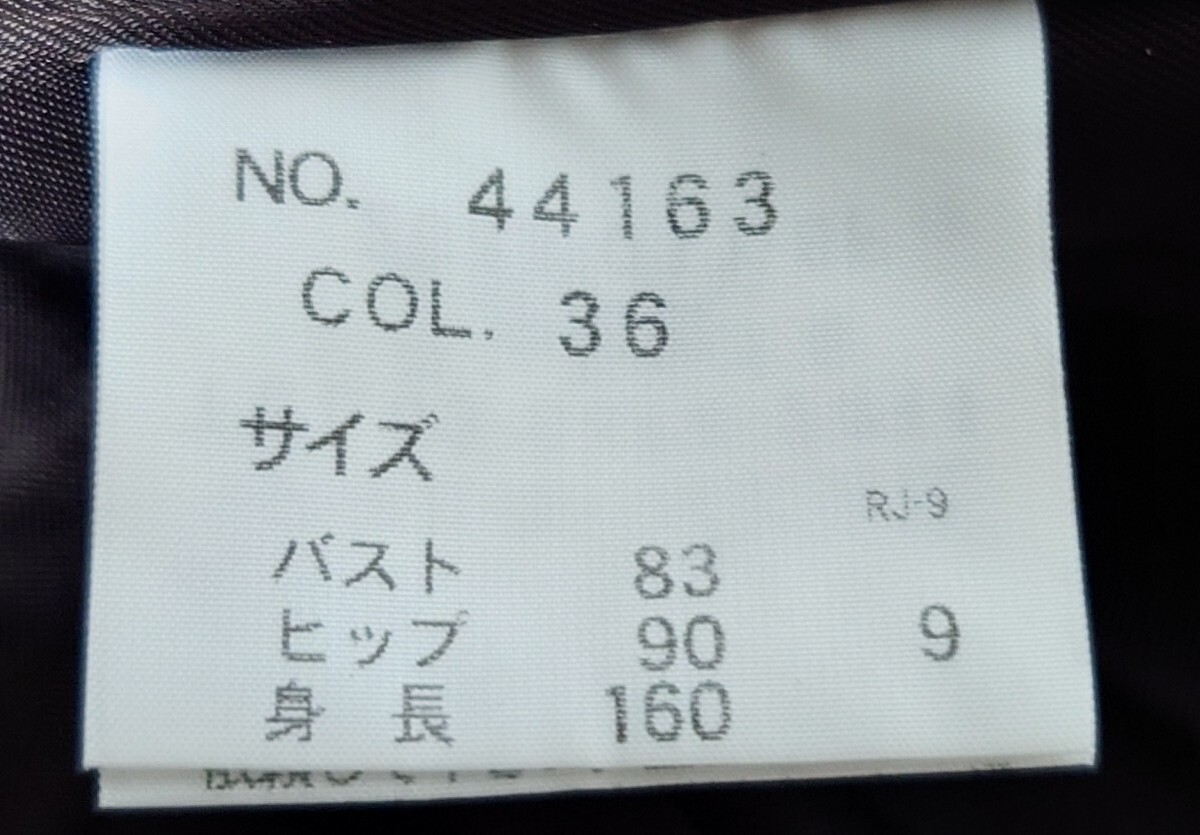 NO. 44163
COL. 36
サイズ
RJ-9
バスト 83
ヒップ 90 9
身長 160